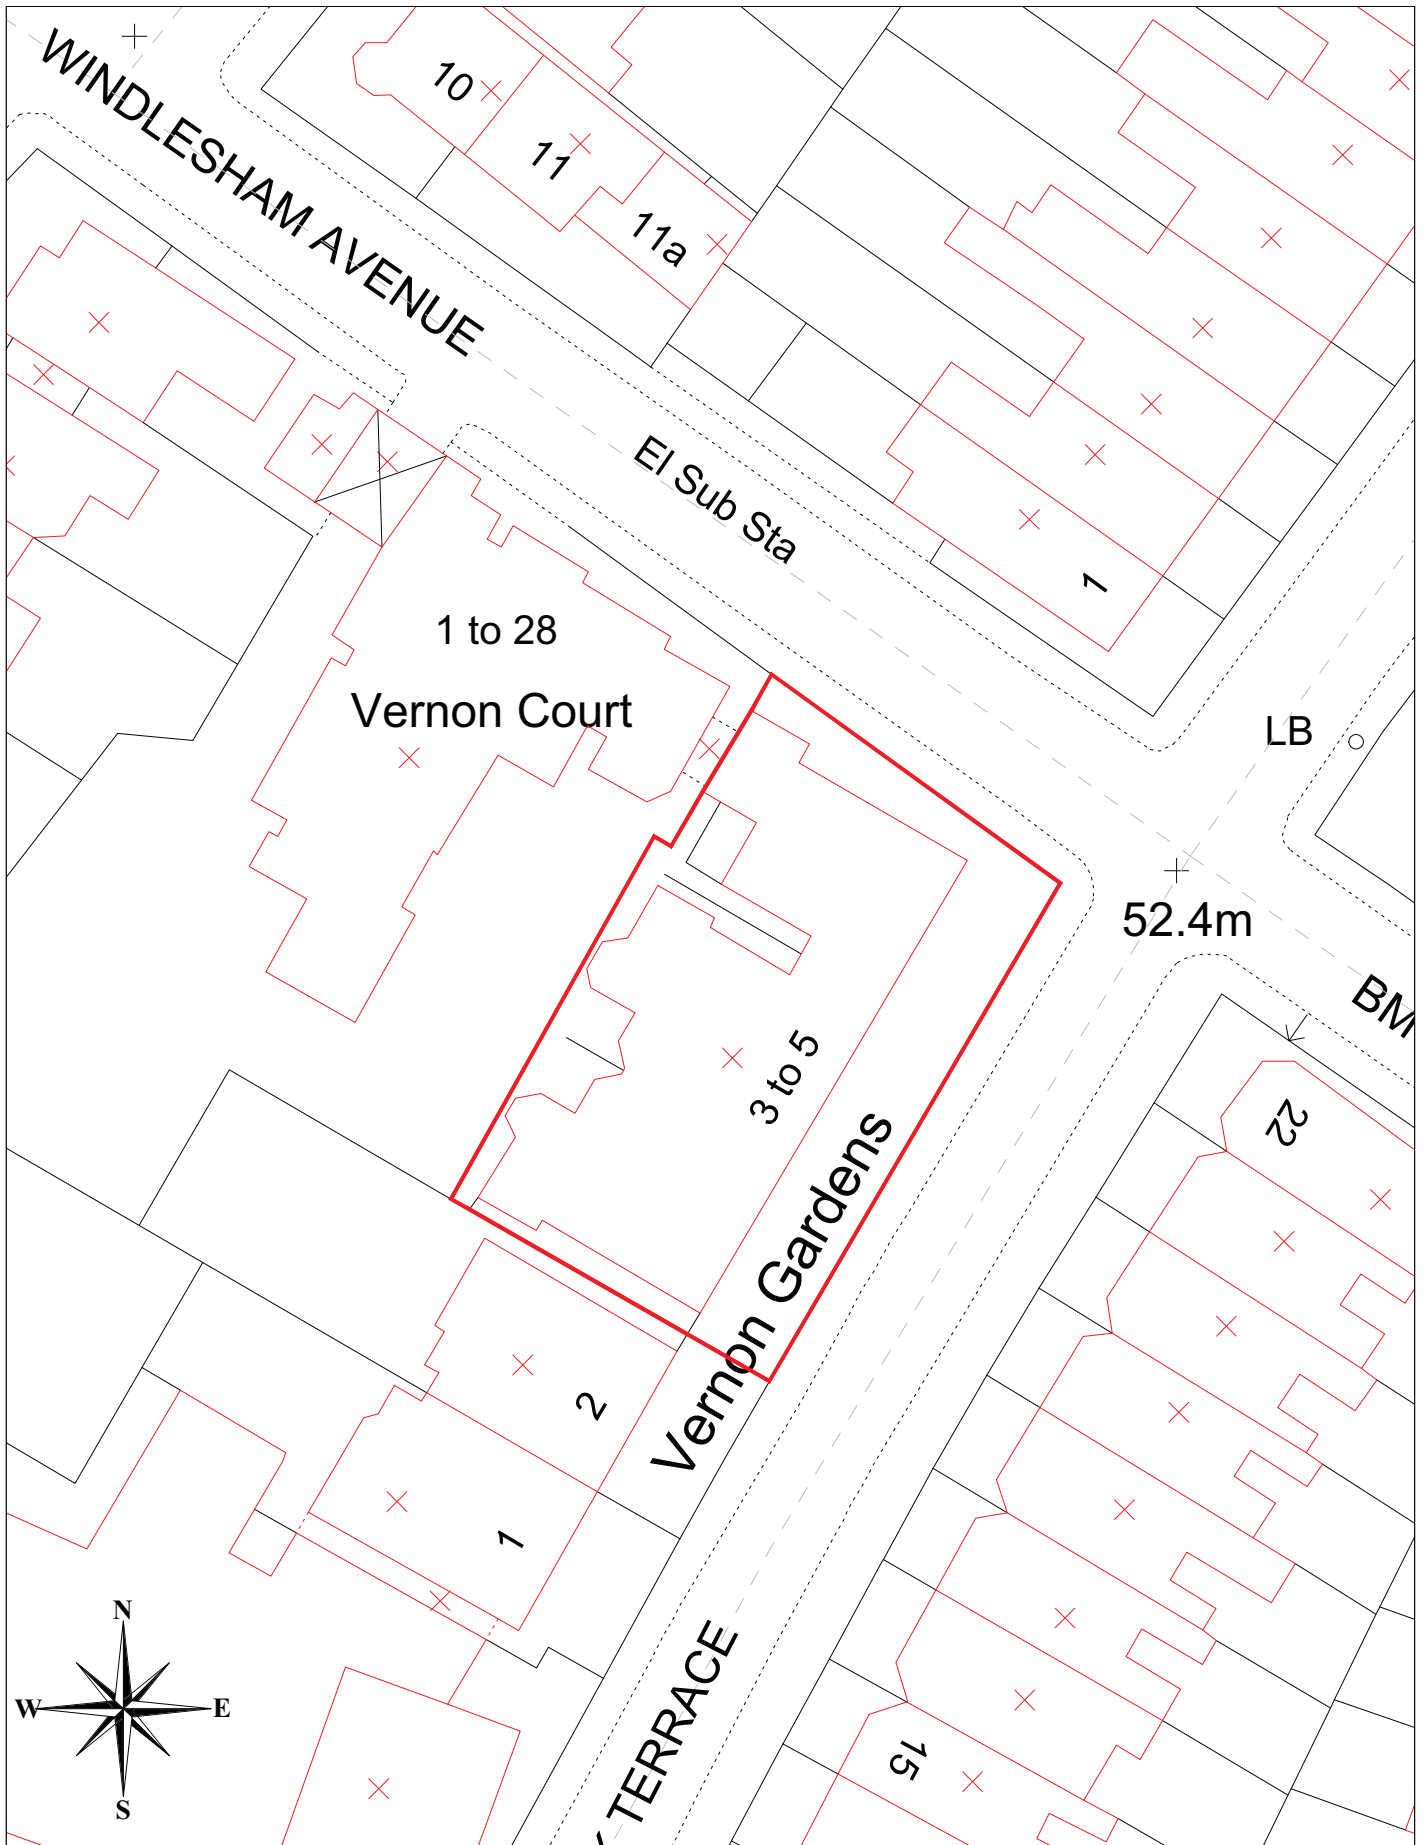 WINDLESHAM AVENUE
10
11
11a
El Sub Sta
1
1 to 28
Vernon Court
LB
52.4m
BM
3 to 5
22
Vernon Gardens
2
1
TERRACE
15
N
W
E
S